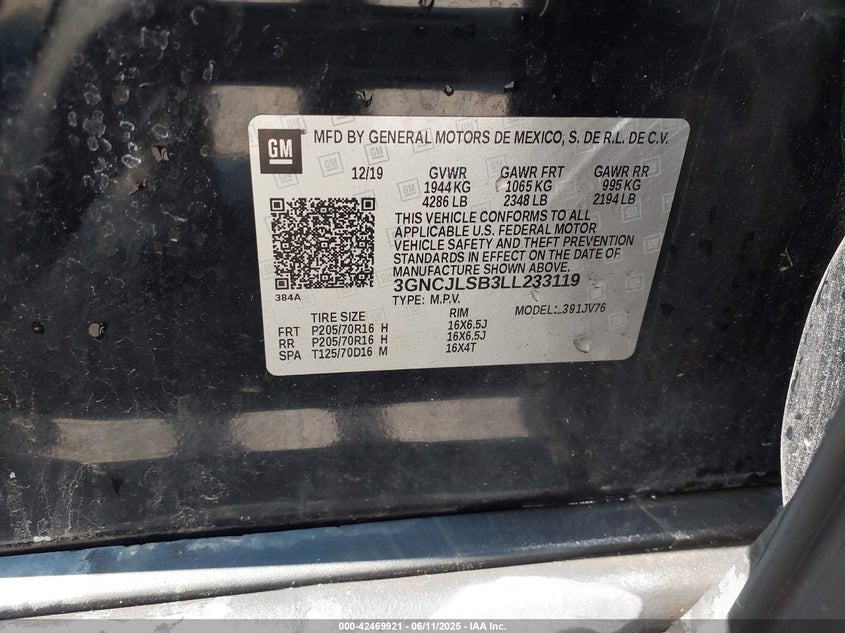 GM MFD BY GENERAL MOTORS DE MEXICO, S. DE R.L. DE C.V.
12/19 GVWR GAWR FRT GAWR RR
1944 KG 1065 KG 995 KG
4286 LB 2348 LB 2194 LB
THIS VEHICLE CONFORMS TO ALL
APPLICABLE U.S. FEDERAL MOTOR
VEHICLE SAFETY AND THEFT PREVENTION
STANDARDS IN EFFECT ON THE DATE OF
MANUFACTURE SHOWN ABOVE.
384A
3GNCJLSB3LL233119
TYPE: M.P.V. MODEL: 391JV76
TIRE SIZE RIM
FRT P205/70R16 H 16X6.5J
RR P205/70R16 H 16X6.5J
SPA T125/70D16 M 16X4T
000-42469921 - 06/11/2025 - IAA Inc.